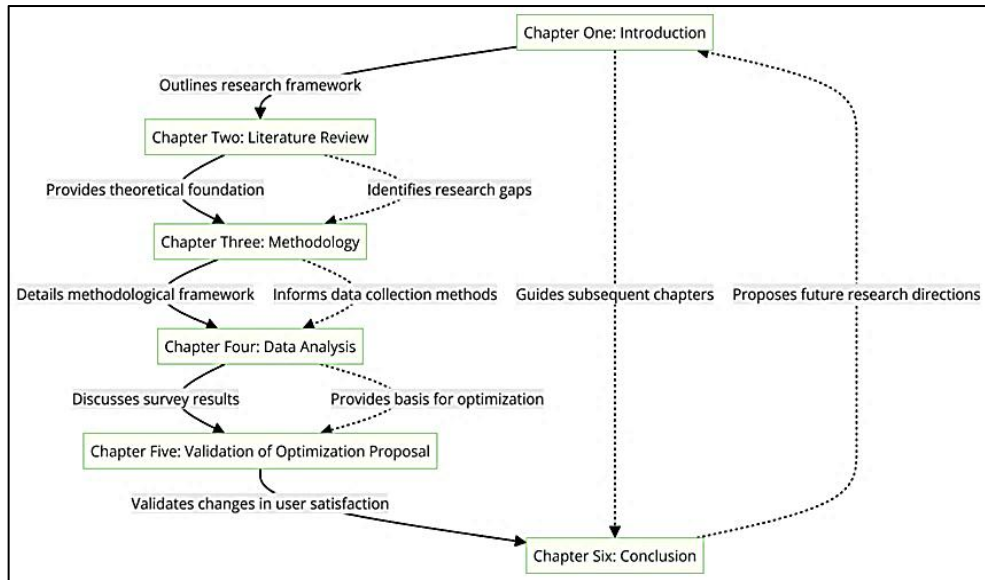 Chapter One: Introduction
Outlines research framework
Chapter Two: Literature Review
Provides theoretical foundation
Identifies research gaps
Chapter Three: Methodology
Details methodological framework
Informs data collection methods
Guides subsequent chapters
Proposes future research directions
Chapter Four: Data Analysis
Discusses survey results
Provides basis for optimization
Chapter Five: Validation of Optimization Proposal
Validates changes in user satisfaction
Chapter Six: Conclusion